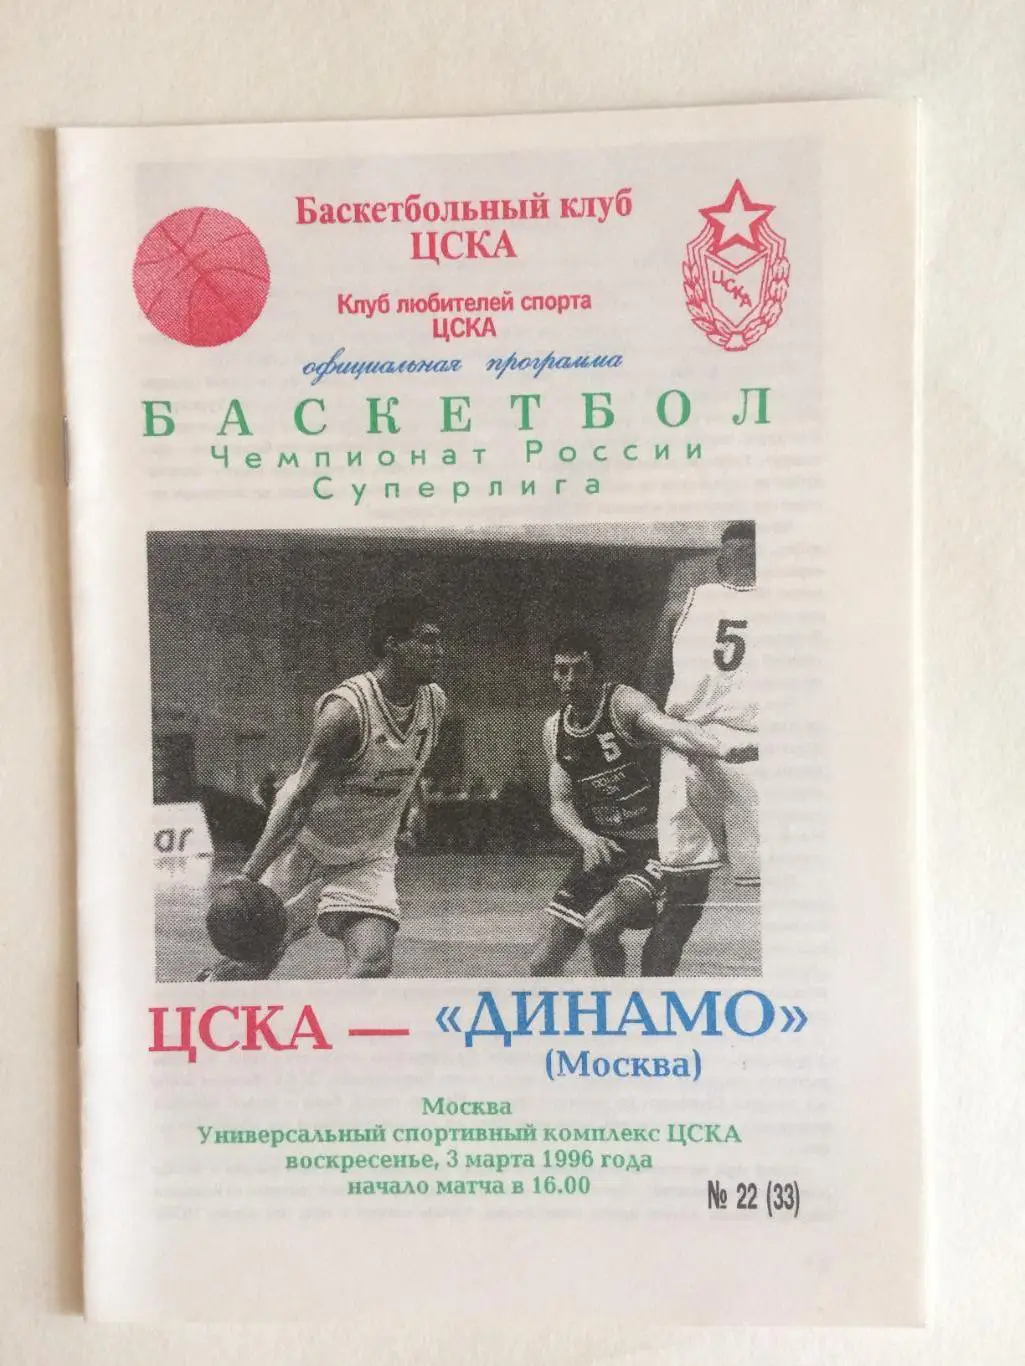 Баскетбольный клуб
ЦСКА
ЦСКА
Клуб любителей спорта
ЦСКА
официальная программа
БАСКЕТБОЛ
Чемпионат России
Суперлига
5
5
ar
ЦСКА — «ДИНАМО»
(Москва)
Москва
Универсальный спортивный комплекс ЦСКА
воскресенье, 3 марта 1996 года
начало матча в 16.00
№ 22 (33)